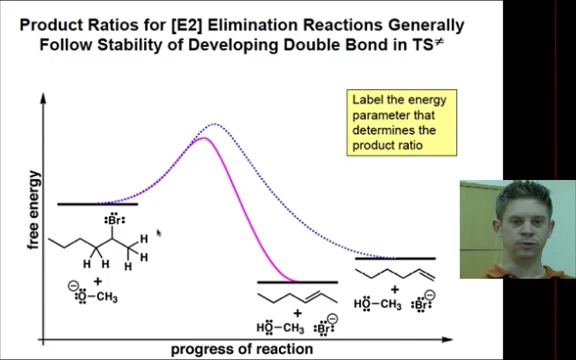 Product Ratios for [E2] Elimination Reactions Generally
Follow Stability of Developing Double Bond in TS≠
Label the energy
parameter that
determines the
product ratio
free energy
:Br:
H
H
H H H
+
⊖
:O—CH3
+
HO—CH3 :Br: ⊖
+
HO—CH3 :Br: ⊖
progress of reaction